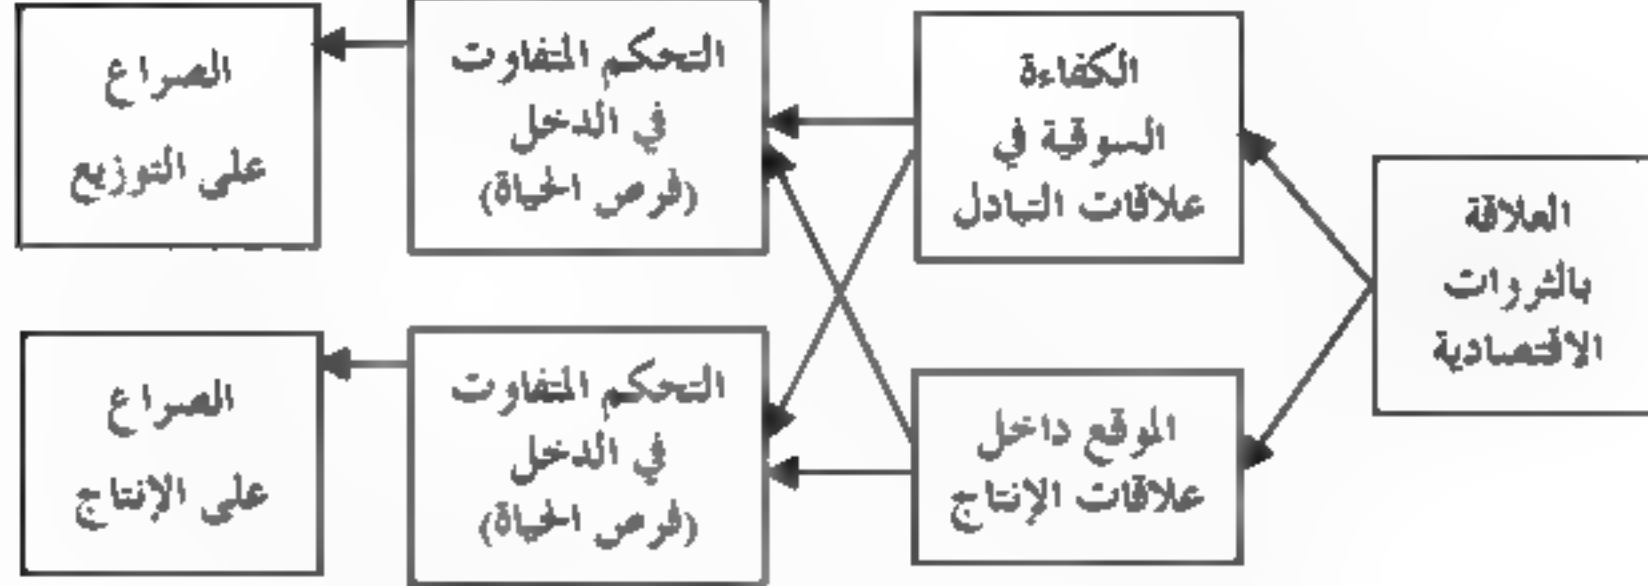 العلاقة
بالثروات
الاقتصادية
الكفاءة
السوقية في
علاقات التبادل
الموقع داخل
علاقات الإنتاج
التحكم المتفاوت
في الدخل
(فرص الحياة)
التحكم المتفاوت
في الدخل
(فرص الحياة)
الصراع
على التوزيع
الصراع
على الإنتاج